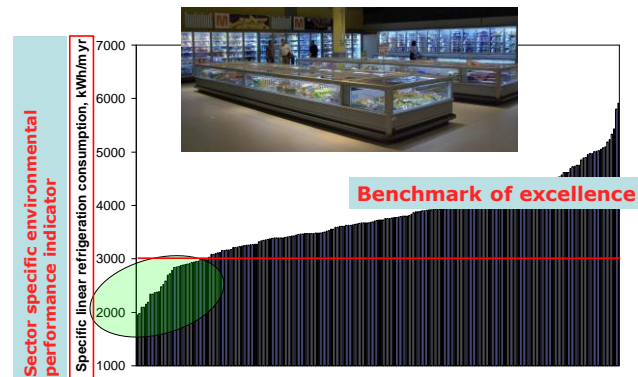 Sector specific environmental
performance indicator
Specific linear refrigeration consumption, kWh/myr
7000
6000
5000
4000
3000
2000
1000
M
M
Benchmark of excellence